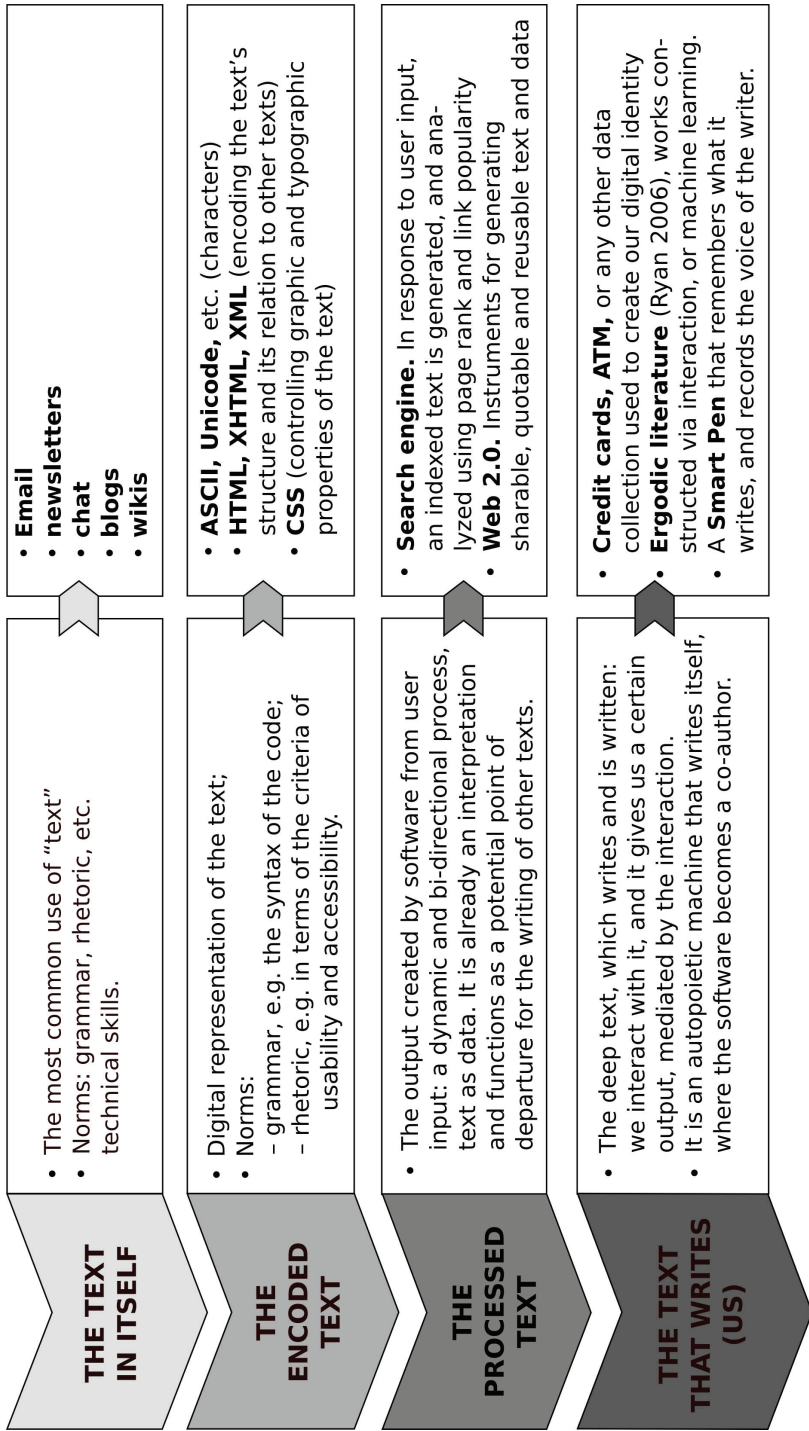 THE TEXT
IN ITSELF
• The most common use of “text”
• Norms: grammar, rhetoric, etc.
technical skills.
• Email
• newsletters
• chat
• blogs
• wikis
THE
ENCODED
TEXT
• Digital representation of the text;
• Norms:
– grammar, e.g. the syntax of the code;
– rhetoric, e.g. in terms of the criteria of
usability and accessibility.
• ASCII, Unicode, etc. (characters)
• HTML, XHTML, XML (encoding the text’s
structure and its relation to other texts)
• CSS (controlling graphic and typographic
properties of the text)
THE
PROCESSED
TEXT
• The output created by software from user
input: a dynamic and bi-directional process,
text as data. It is already an interpretation
and functions as a potential point of
departure for the writing of other texts.
• Search engine. In response to user input,
an indexed text is generated, and ana-
lyzed using page rank and link popularity
• Web 2.0. Instruments for generating
sharable, quotable and reusable text and data
THE TEXT
THAT WRITES
(US)
• The deep text, which writes and is written:
we interact with it, and it gives us a certain
output, mediated by the interaction.
• It is an autopoietic machine that writes itself,
where the software becomes a co-author.
• Credit cards, ATM, or any other data
collection used to create our digital identity
• Ergodic literature (Ryan 2006), works con-
structed via interaction, or machine learning.
• A Smart Pen that remembers what it
writes, and records the voice of the writer.